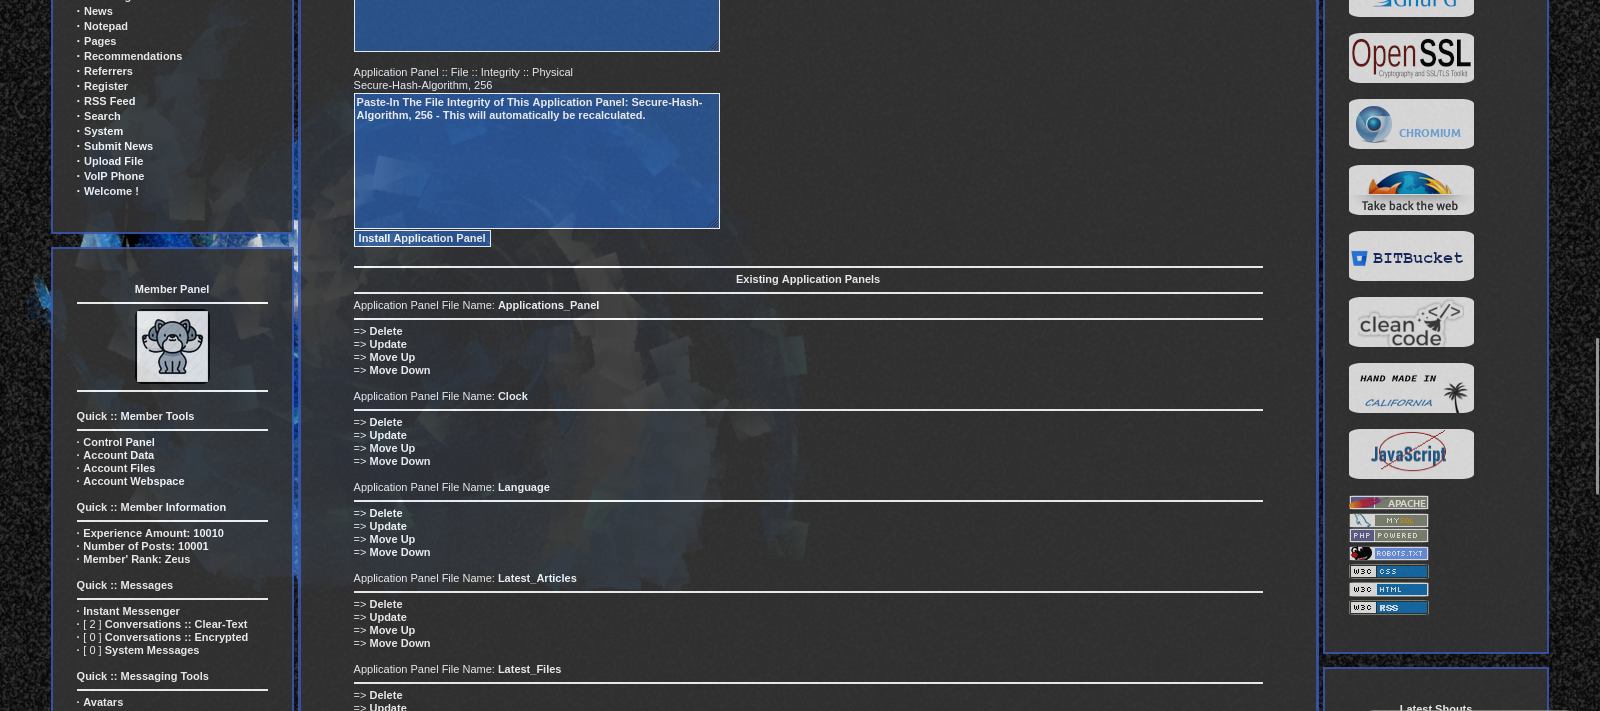 · News
· Notepad
· Pages
· Recommendations
· Referrers
· Register
· RSS Feed
· Search
· System
· Submit News
· Upload File
· VoIP Phone
· Welcome !
Member Panel
Quick :: Member Tools
· Control Panel
· Account Data
· Account Files
· Account Webspace
Quick :: Member Information
· Experience Amount: 10010
· Number of Posts: 10001
· Member' Rank: Zeus
Quick :: Messages
· Instant Messenger
· [ 2 ] Conversations :: Clear-Text
· [ 0 ] Conversations :: Encrypted
· [ 0 ] System Messages
Quick :: Messaging Tools
· Avatars
Application Panel :: File :: Integrity :: Physical
Secure-Hash-Algorithm, 256
Paste-In The File Integrity of This Application Panel: Secure-Hash-
Algorithm, 256 - This will automatically be recalculated.
Install Application Panel
Existing Application Panels
Application Panel File Name: Applications_Panel
=> Delete
=> Update
=> Move Up
=> Move Down
Application Panel File Name: Clock
=> Delete
=> Update
=> Move Up
=> Move Down
Application Panel File Name: Language
=> Delete
=> Update
=> Move Up
=> Move Down
Application Panel File Name: Latest_Articles
=> Delete
=> Update
=> Move Up
=> Move Down
Application Panel File Name: Latest_Files
=> Delete
=> Update
GnuPG
OpenSSL
Cryptography and SSL/TLS Toolkit
CHROMIUM
Take back the web
BITBucket
clean </>
code
HAND MADE IN
CALIFORNIA
JavaScript
APACHE
MYSQL
PHP POWERED
ROBOTS.TXT
W3C CSS
W3C HTML
W3C RSS
Latest Shouts